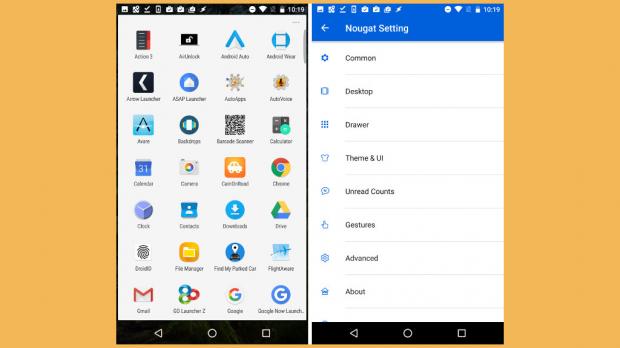 10:19
Action 3 AirUnlock Android Auto Android Wear
Arrow Launcher ASAP Launcher AutoApps AutoVoice
Avare Backdrops Barcode Scanner Calculator
31
Calendar Camera CamOnRoad Chrome
Clock Contacts Downloads Drive
DroidID File Manager Find My Parked Car FlightAware
Gmail GO Launcher Z Google Google Now Launch..
10:19
Nougat Setting
Common
Desktop
Drawer
Theme & UI
Unread Counts
Gestures
Advanced
About